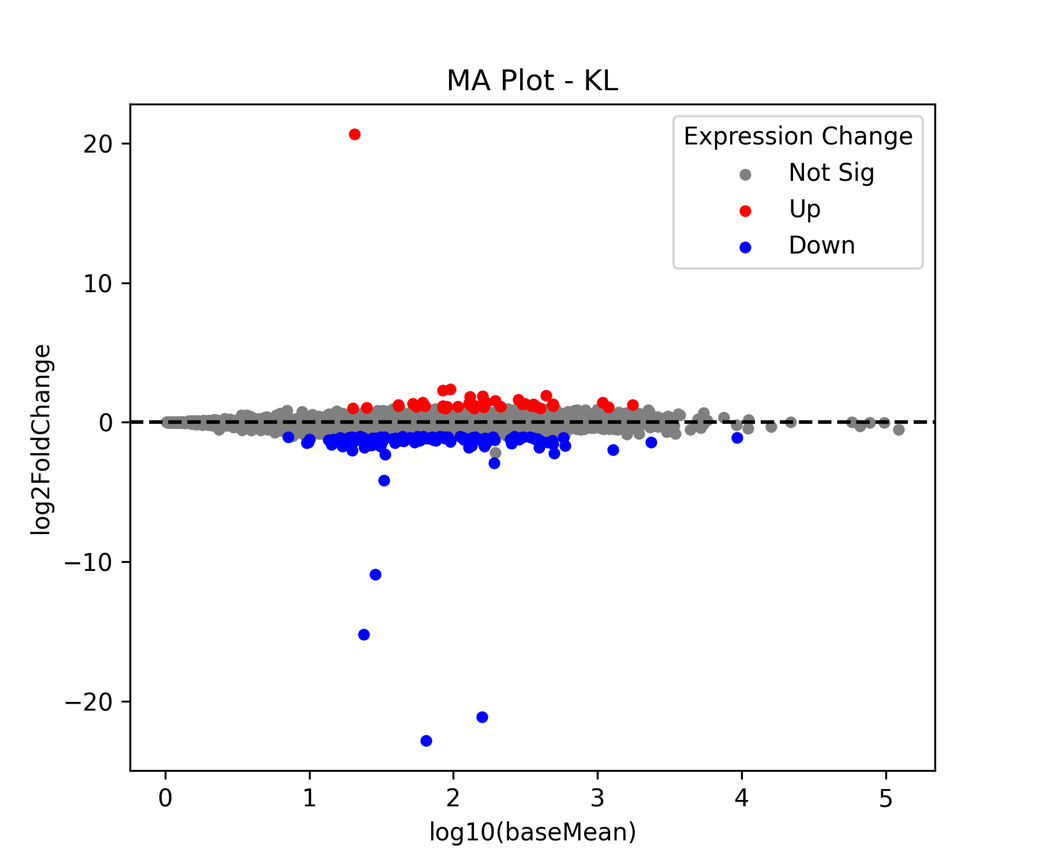 MA Plot - KL
Expression Change
Not Sig
Up
Down
log2FoldChange
20
10
0
−10
−20
0 1 2 3 4 5
log10(baseMean)